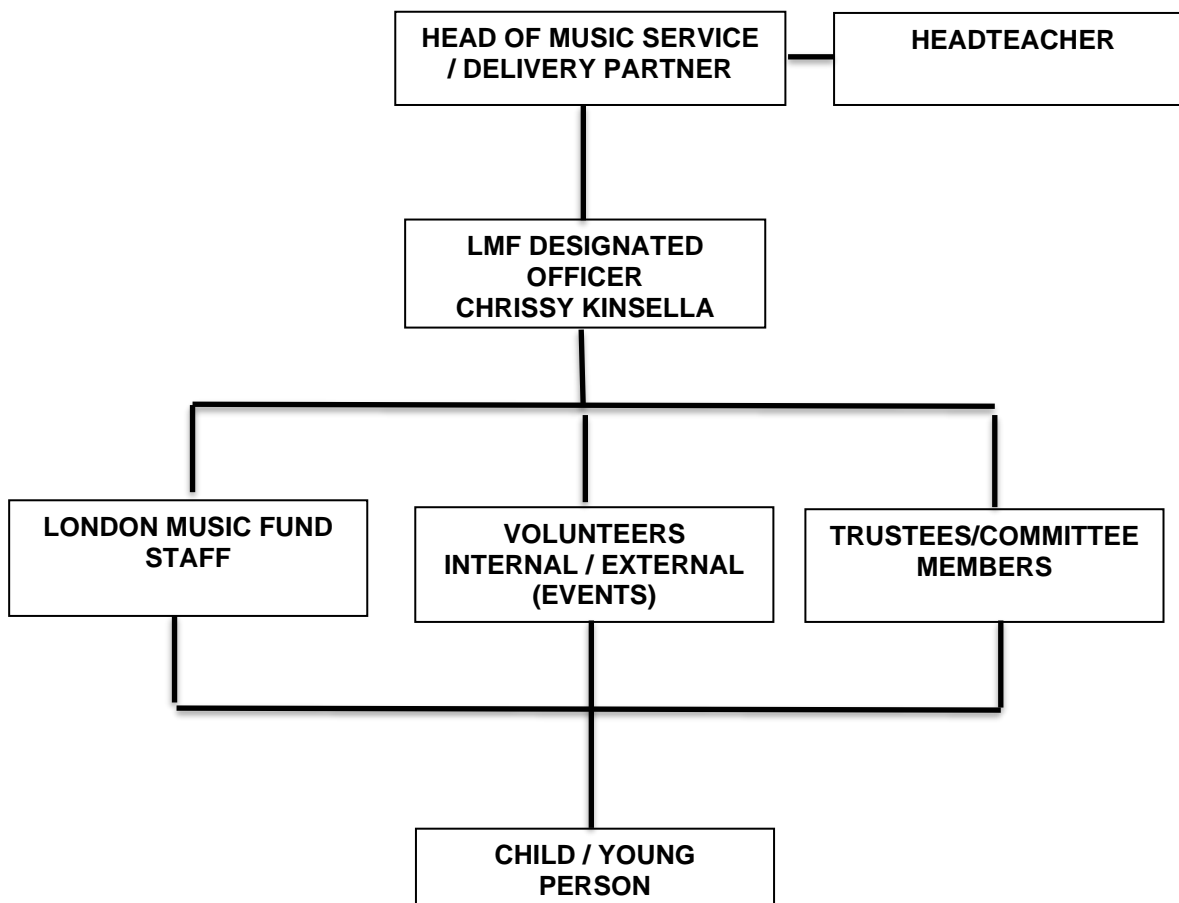 HEAD OF MUSIC SERVICE
/ DELIVERY PARTNER
HEADTEACHER
LMF DESIGNATED
OFFICER
CHRISSY KINSELLA
LONDON MUSIC FUND
STAFF
VOLUNTEERS
INTERNAL / EXTERNAL
(EVENTS)
TRUSTEES/COMMITTEE
MEMBERS
CHILD / YOUNG
PERSON